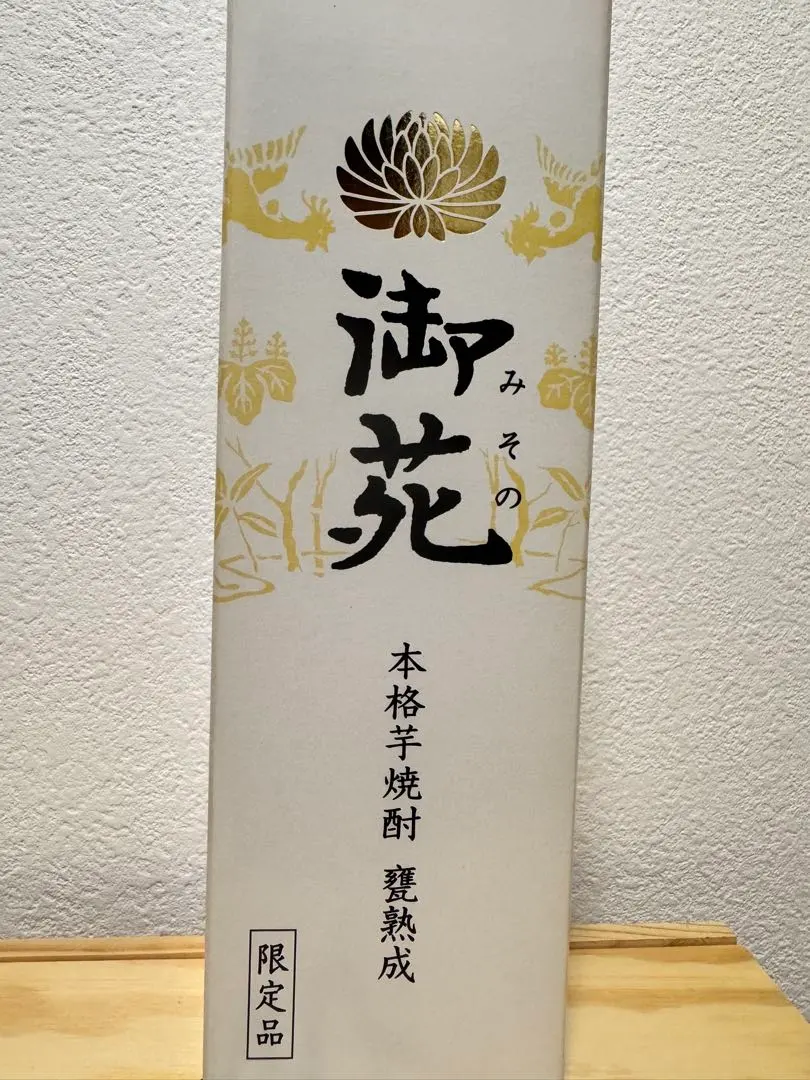 御苑
みその
本格芋焼酎 甕熟成
限定品